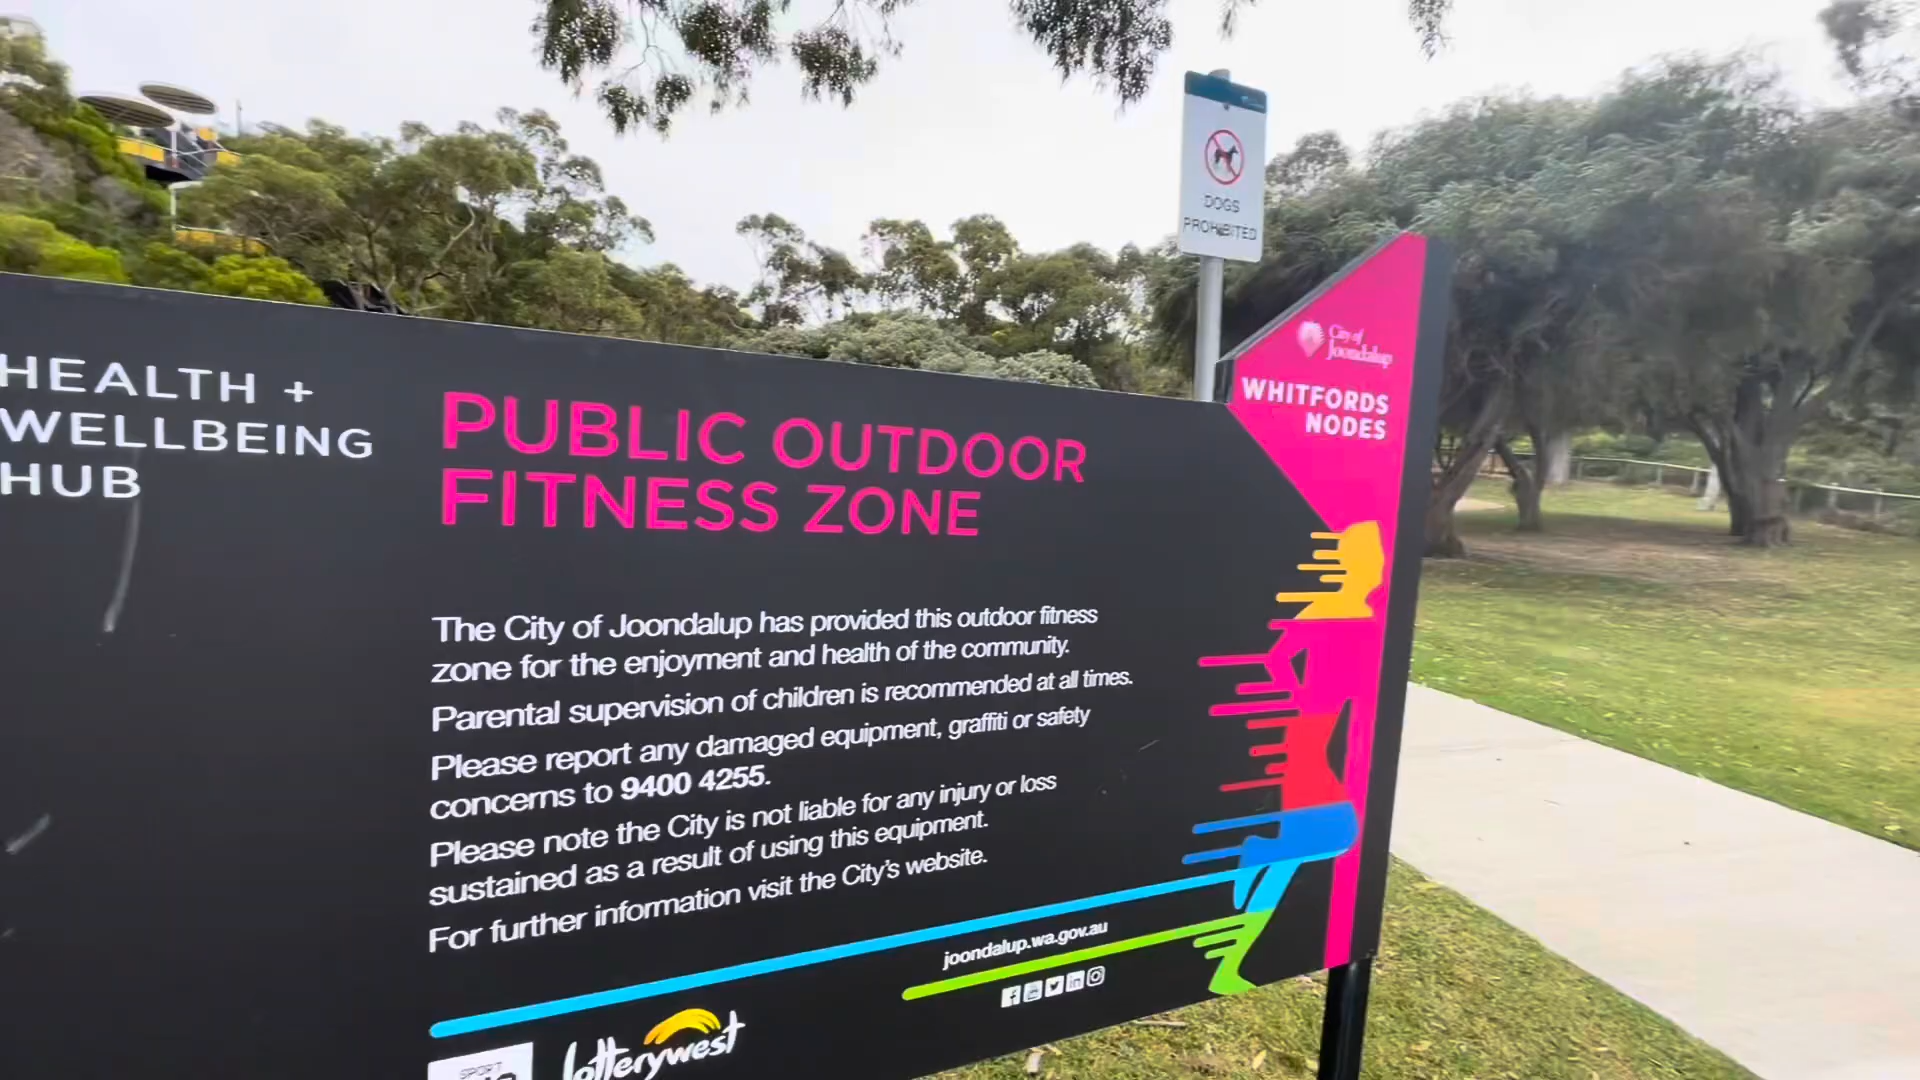 DOGS
PROHIBITED
City of
Joondalup
WHITFORDS
NODES
HEALTH +
WELLBEING
HUB
PUBLIC OUTDOOR
FITNESS ZONE
The City of Joondalup has provided this outdoor fitness
zone for the enjoyment and health of the community.
Parental supervision of children is recommended at all times.
Please report any damaged equipment, graffiti or safety
concerns to 9400 4255.
Please note the City is not liable for any injury or loss
sustained as a result of using this equipment.
For further information visit the City's website.
joondalup.wa.gov.au
lotterywest
SPORT